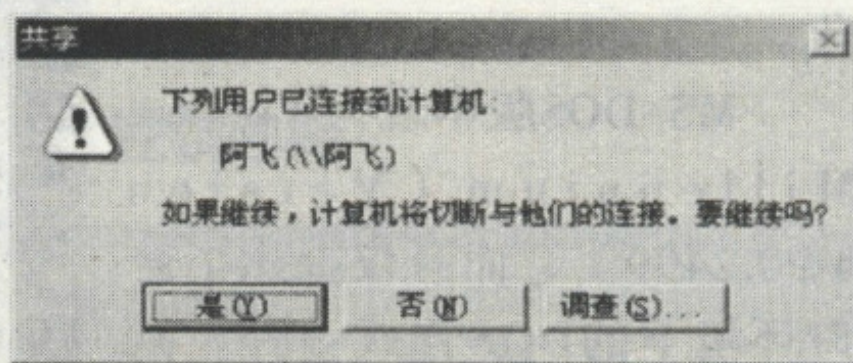 共享
下列用户已连接到计算机:
阿飞(\\阿飞)
如果继续，计算机将切断与他们的连接。要继续吗?
是(Y) 否(N) 调查(S)...